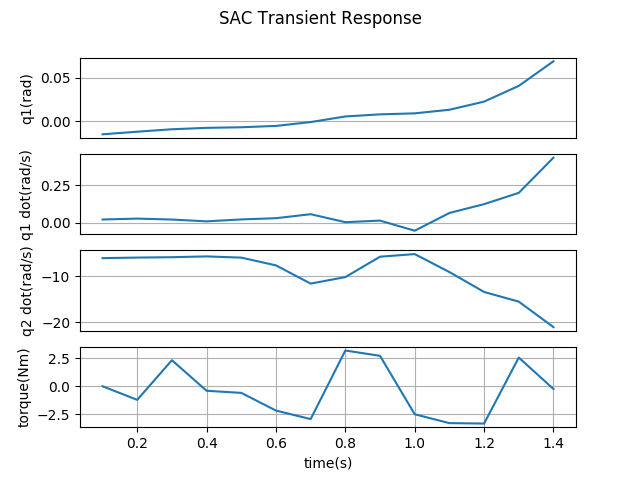 SAC Transient Response
q1(rad)
0.05
0.00
q1 dot(rad/s)
0.25
0.00
q2 dot(rad/s)
−10
−20
torque(Nm)
2.5
0.0
−2.5
0.2 0.4 0.6 0.8 1.0 1.2 1.4
time(s)